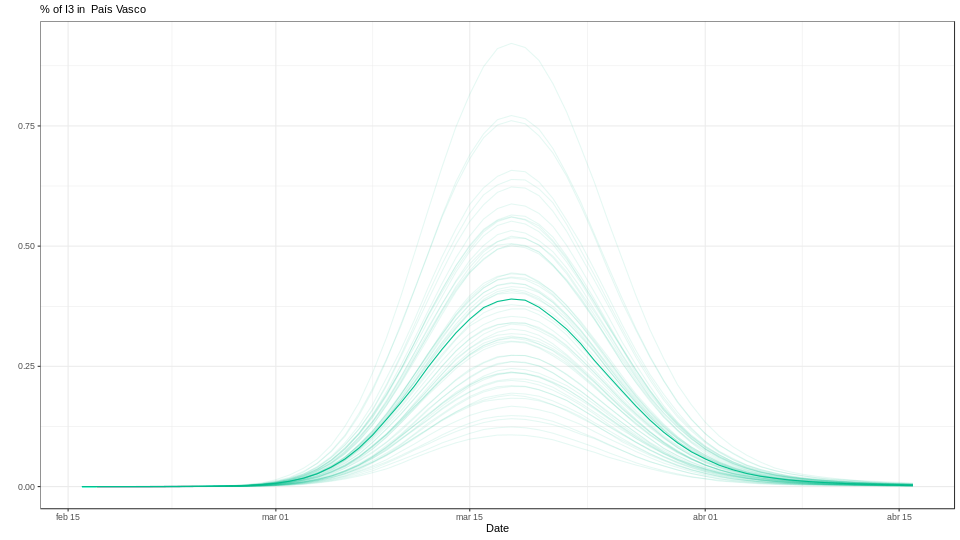 % of I3 in  País Vasco
0.75
0.50
0.25
0.00
feb 15
mar 01
mar 15
abr 01
abr 15
Date